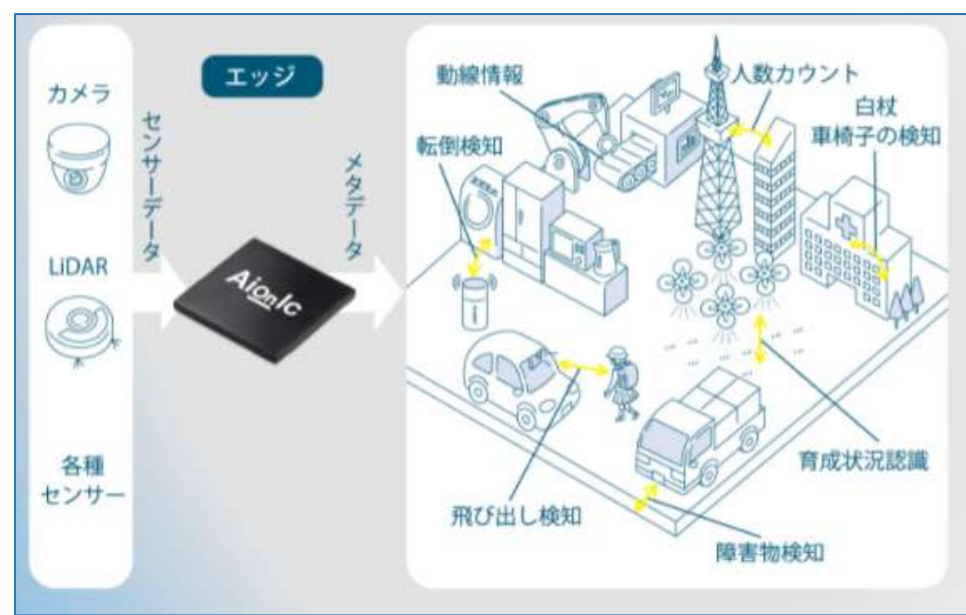 カメラ
LiDAR
各種
センサー
センサーデータ
エッジ
AionIc
メタデータ
動線情報
転倒検知
人数カウント
白杖
車椅子の検知
育成状況認識
飛び出し検知
障害物検知